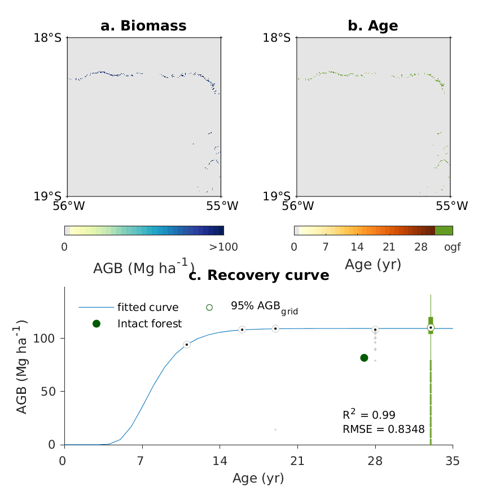 a. Biomass
b. Age
18°S
18°S
19°S
19°S
56°W
55°W
56°W
55°W
0
>100
0
7
14
21
28
ogf
AGB (Mg ha⁻¹)
Age (yr)
c. Recovery curve
fitted curve
95% AGB_grid
Intact forest
100
50
0
AGB (Mg ha⁻¹)
R² = 0.99
RMSE = 0.8348
0
7
14
21
28
35
Age (yr)